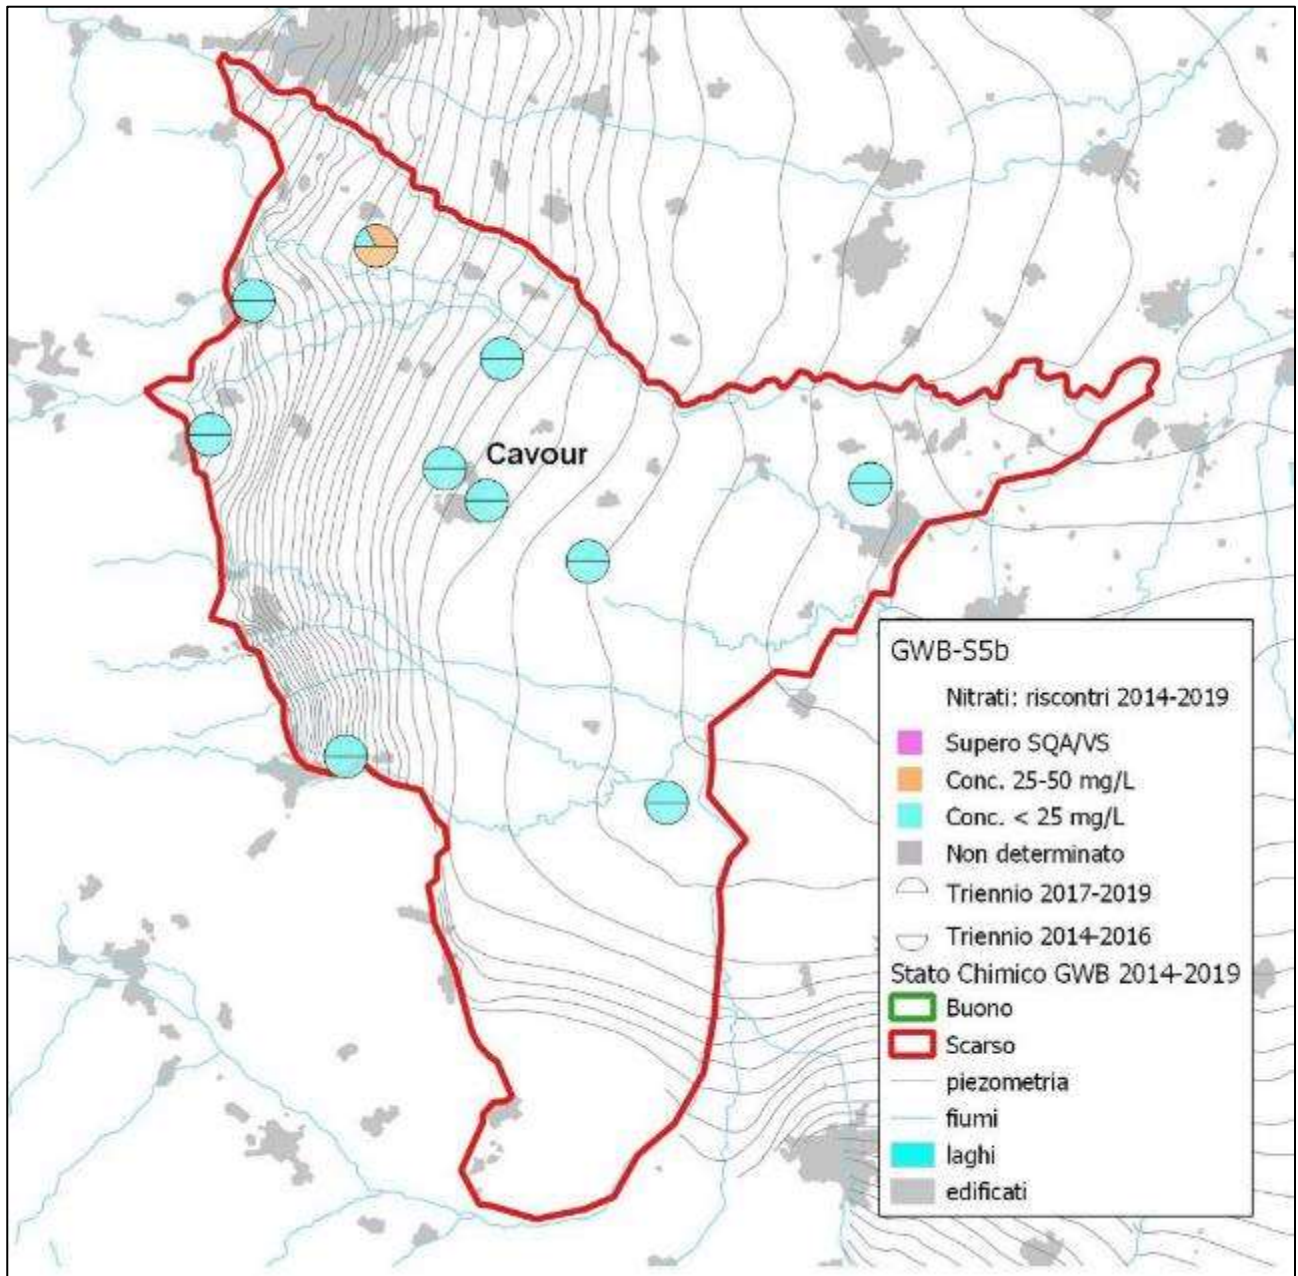 Cavour
GWB-S5b
Nitrati: riscontri 2014-2019
Supero SQA/VS
Conc. 25-50 mg/L
Conc. < 25 mg/L
Non determinato
Triennio 2017-2019
Triennio 2014-2016
Stato Chimico GWB 2014-2019
Buono
Scarso
piezometria
fiumi
laghi
edificati